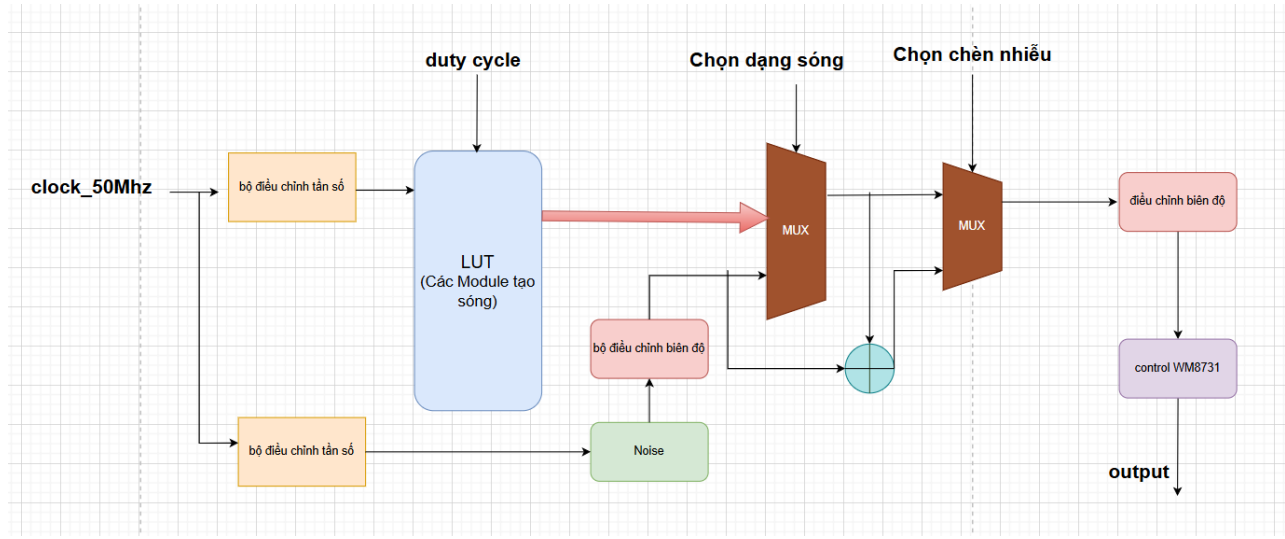 duty cycle
Chọn dạng sóng
Chọn chèn nhiễu
clock_50Mhz
bộ điều chỉnh tần số
LUT
(Các Module tạo
sóng)
MUX
MUX
điều chỉnh biên độ
bộ điều chỉnh biên độ
control WM8731
bộ điều chỉnh tần số
Noise
output